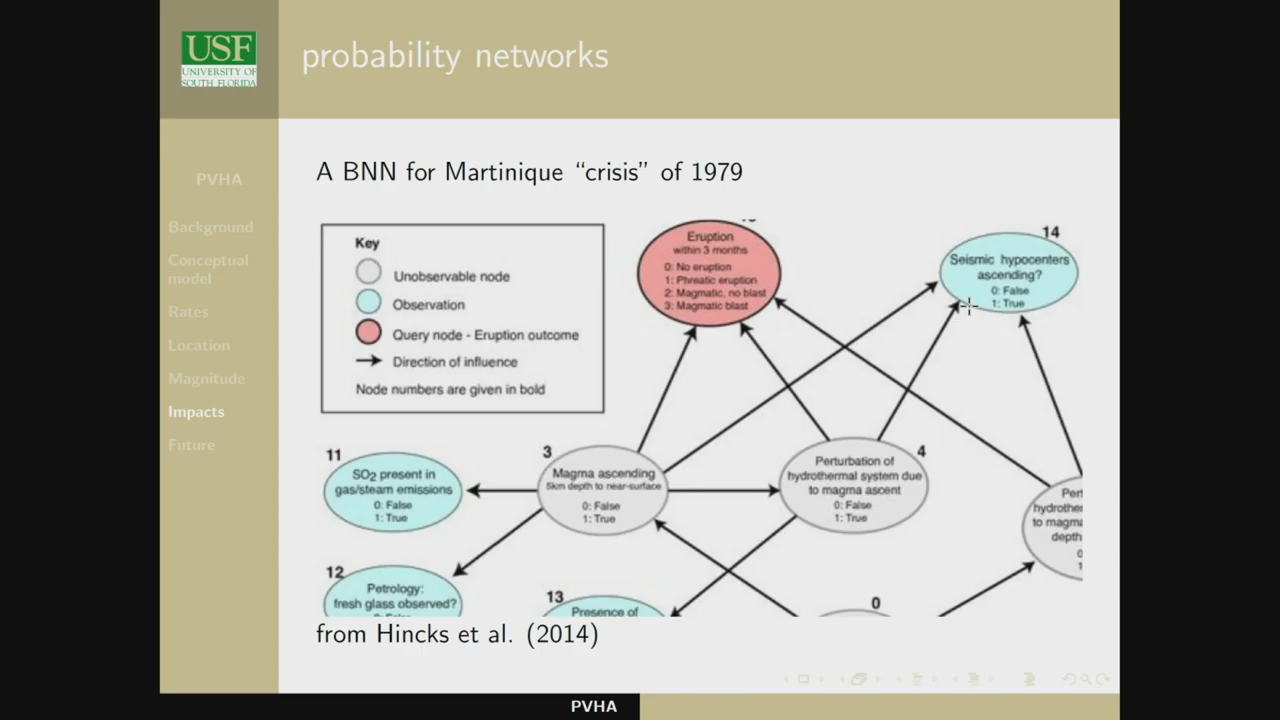 USF
UNIVERSITY OF
SOUTH FLORIDA
probability networks
PVHA
Background
Conceptual
model
Rates
Location
Magnitude
Impacts
Future
A BNN for Martinique “crisis” of 1979
Key
Unobservable node
Observation
Query node - Eruption outcome
Direction of influence
Node numbers are given in bold
Eruption
within 3 months
0: No eruption
1: Phreatic eruption
2: Magmatic, no blast
3: Magmatic blast
14
Seismic hypocenters
ascending?
0: False
1: True
11
SO2 present in
gas/steam emissions
0: False
1: True
3
Magma ascending
5km depth to near-surface
0: False
1: True
4
Perturbation of
hydrothermal system due
to magma ascent
0: False
1: True
to
depth
12
Petrology:
fresh glass observed?
13
Presence of
0
from Hincks et al. (2014)
PVHA